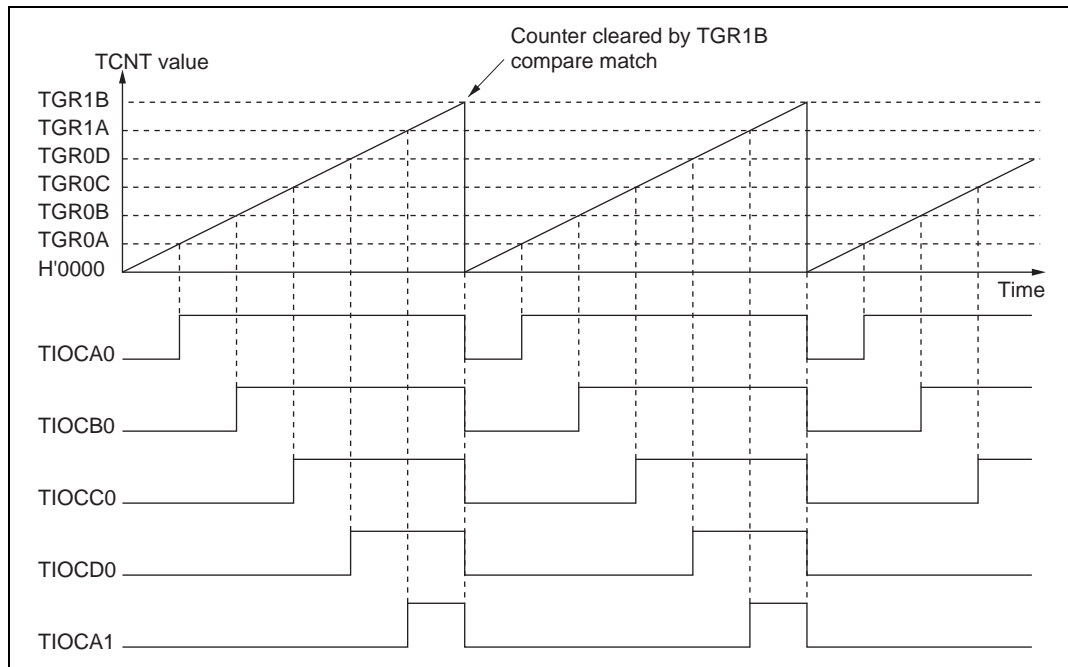 Counter cleared by TGR1B
compare match
TCNT value
TGR1B
TGR1A
TGR0D
TGR0C
TGR0B
TGR0A
H'0000
Time
TIOCA0
TIOCB0
TIOCC0
TIOCD0
TIOCA1